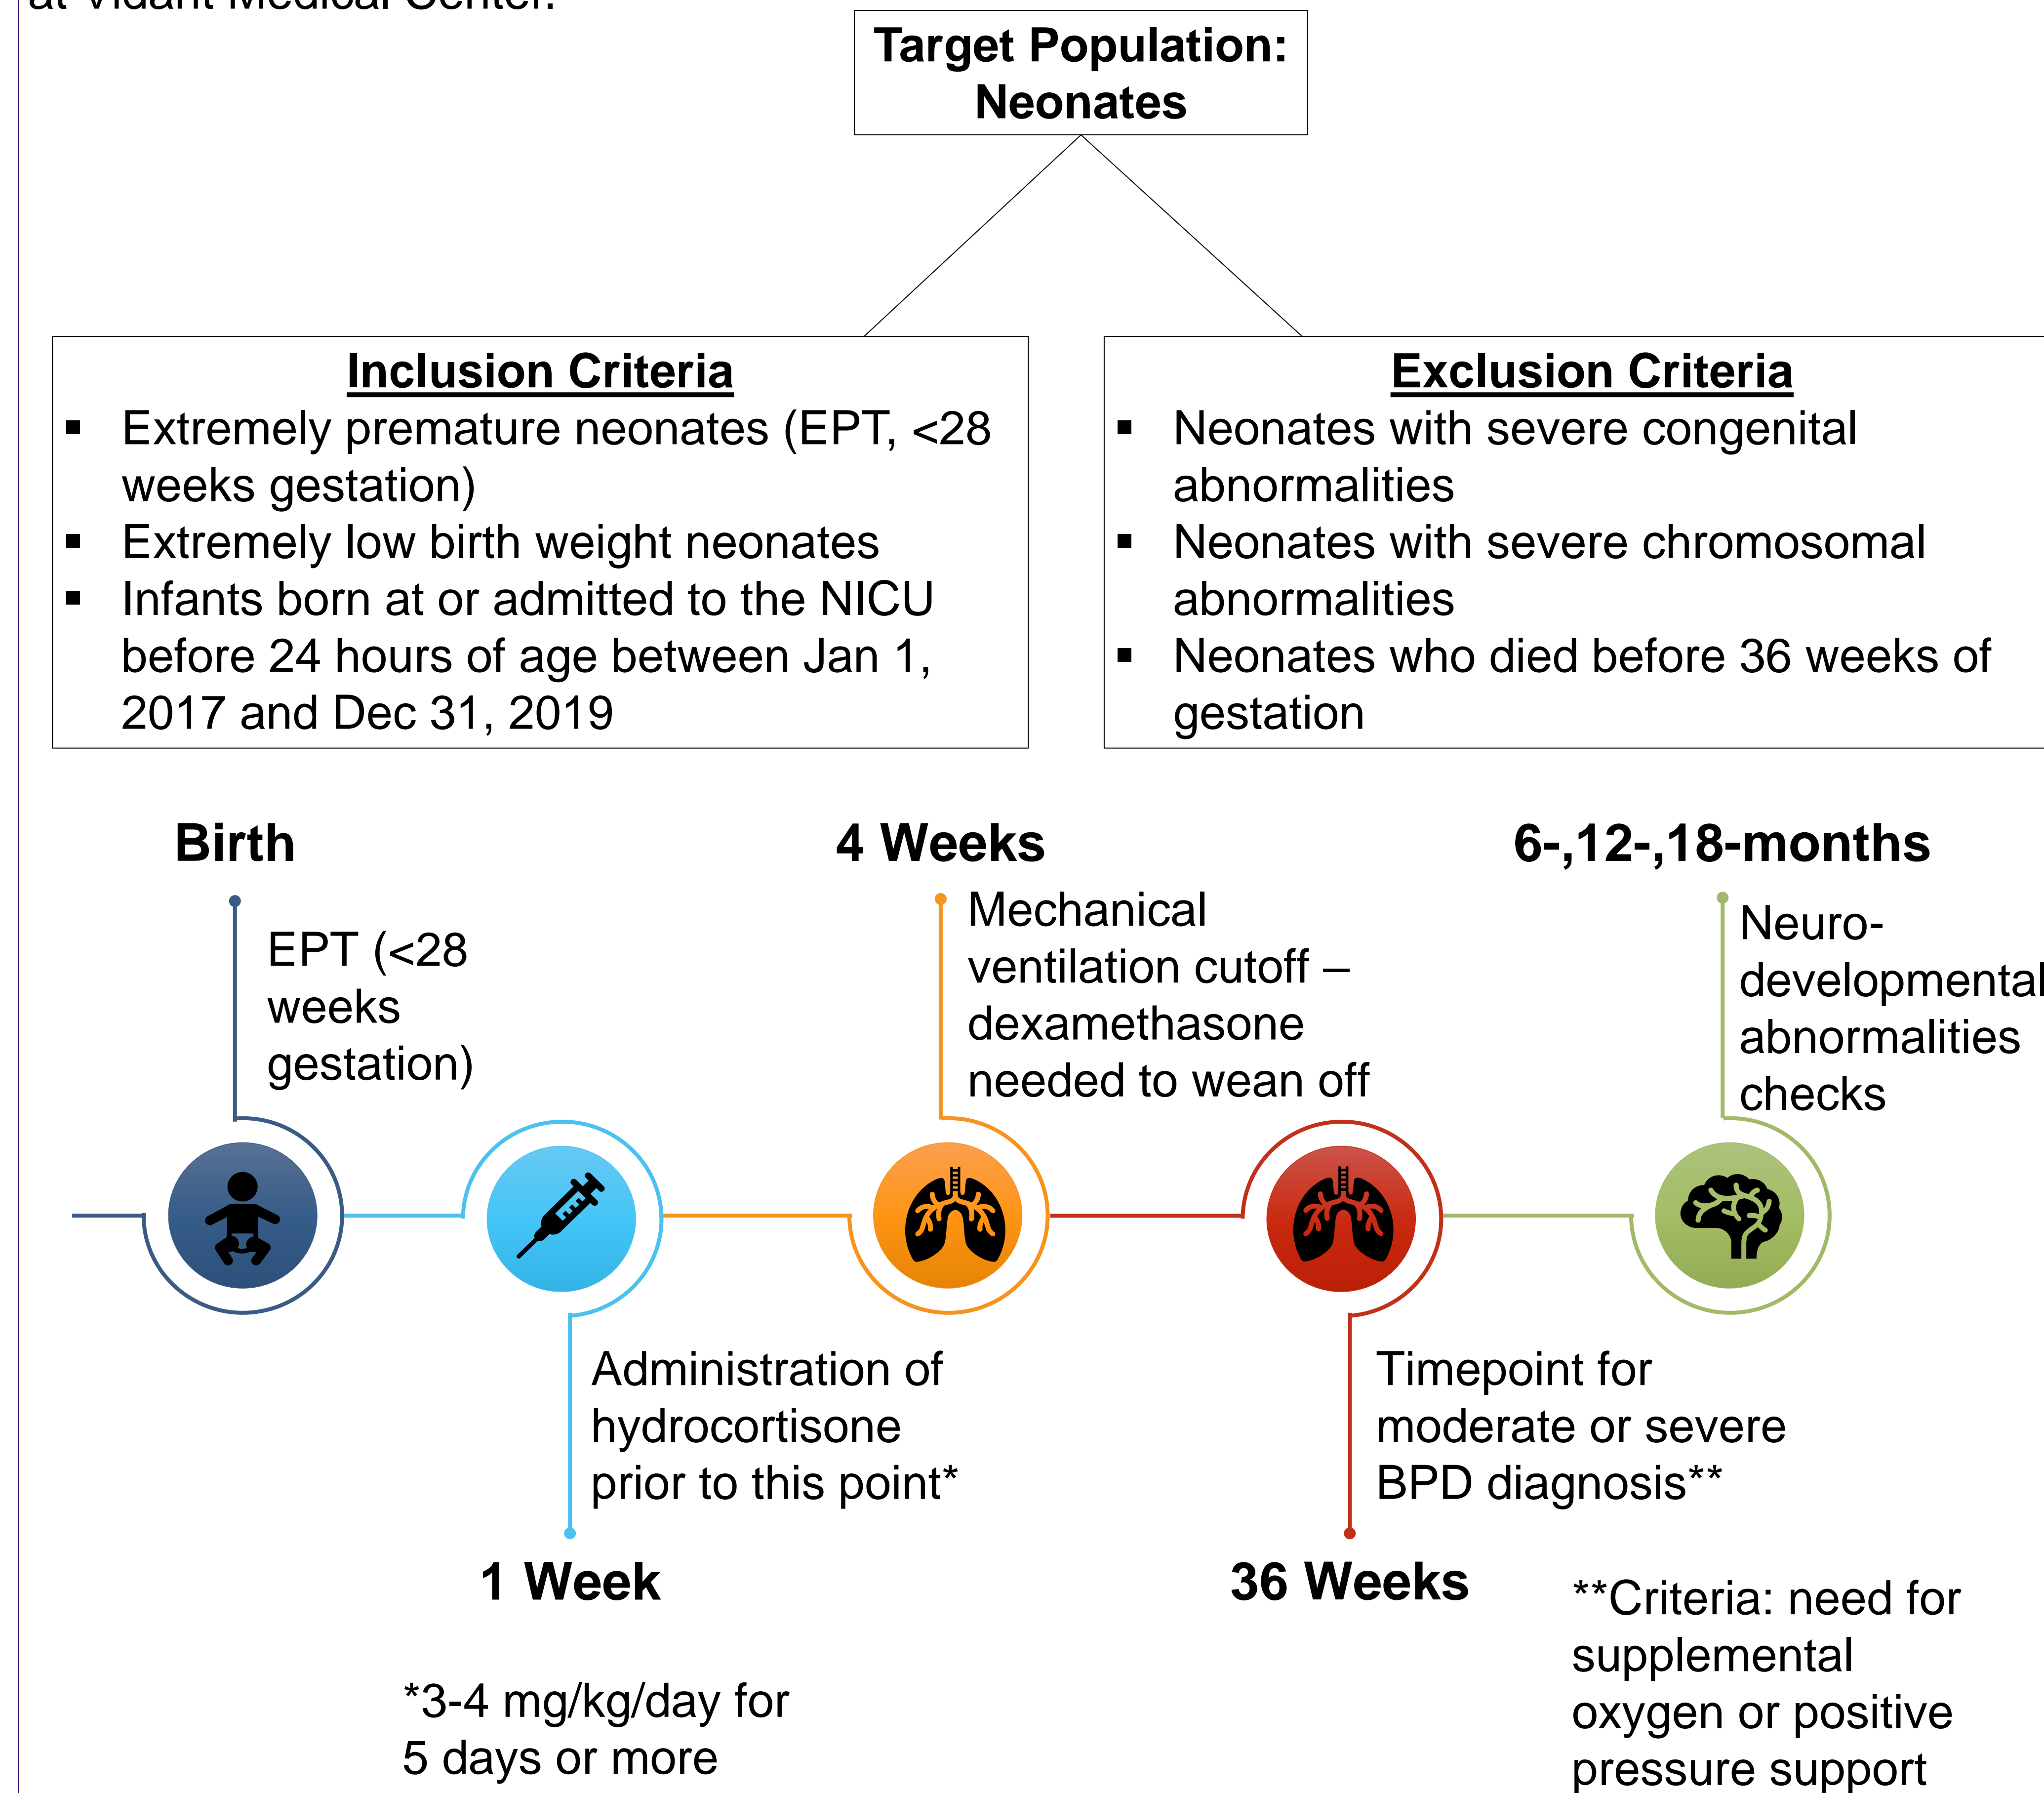 at Vidant Medical Center.
Target Population:
Neonates
Inclusion Criteria
▪ Extremely premature neonates (EPT, <28
weeks gestation)
▪ Extremely low birth weight neonates
▪ Infants born at or admitted to the NICU
before 24 hours of age between Jan 1,
2017 and Dec 31, 2019
Exclusion Criteria
▪ Neonates with severe congenital
abnormalities
▪ Neonates with severe chromosomal
abnormalities
▪ Neonates who died before 36 weeks of
gestation
Birth
EPT (<28
weeks
gestation)
1 Week
Administration of
hydrocortisone
prior to this point*
*3-4 mg/kg/day for
5 days or more
4 Weeks
Mechanical
ventilation cutoff –
dexamethasone
needed to wean off
36 Weeks
Timepoint for
moderate or severe
BPD diagnosis**
**Criteria: need for
supplemental
oxygen or positive
pressure support
6-,12-,18-months
Neuro-
developmental
abnormalities
checks